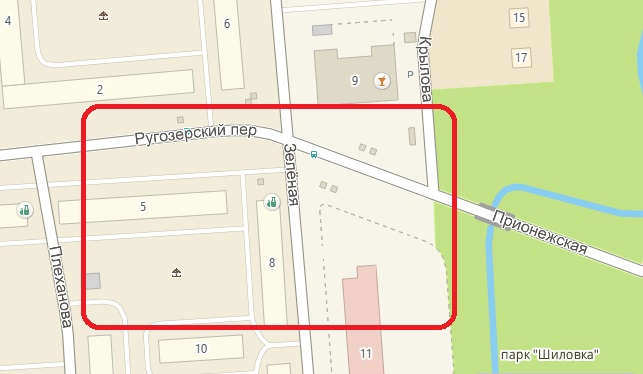 4
6
15
17
Крылова
9
P
2
Ругозерский пер
Зелёная
5
8
Прионежская
Плеханова
10
11
парк "Шиловка"